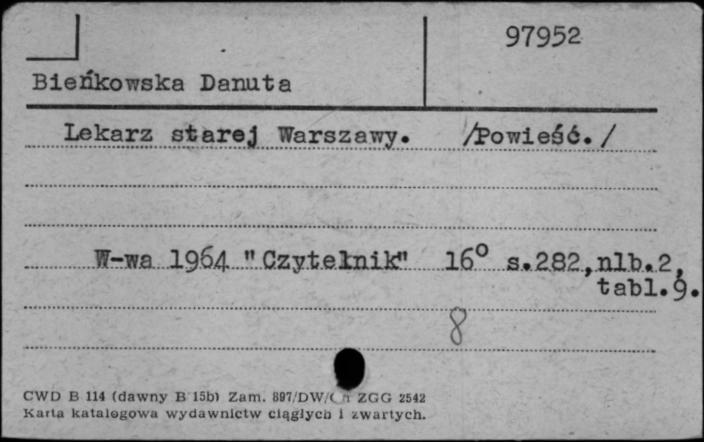 97952
Bieńkowska Danuta
Lekarz starej Warszawy. /Powieść./
W-wa 1964 "Czytelnik" 16° s.282,nlb.2,
tabl.9.
8
CWD B 114 (dawny B 15b) Zam. 897/DW/ ZGG 2542
Karta katalogowa wydawnictw ciągłych i zwartych.